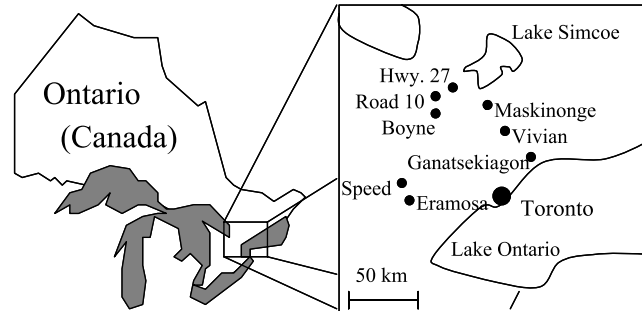 Ontario
(Canada)
Lake Simcoe
Hwy. 27
Road 10
Boyne
Maskinonge
Vivian
Ganatsekiagon
Speed
Eramosa
Toronto
Lake Ontario
50 km